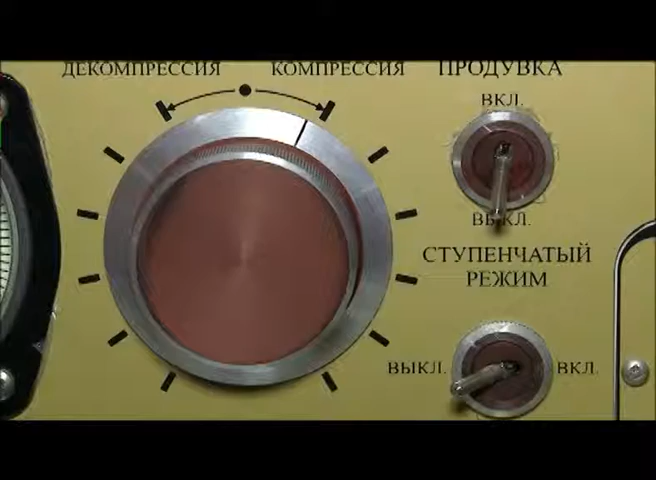 ДЕКОМПРЕССИЯ КОМПРЕССИЯ ПРОДУВКА
ВКЛ.
ВЫКЛ.
СТУПЕНЧАТЫЙ
РЕЖИМ
ВЫКЛ. ВКЛ.